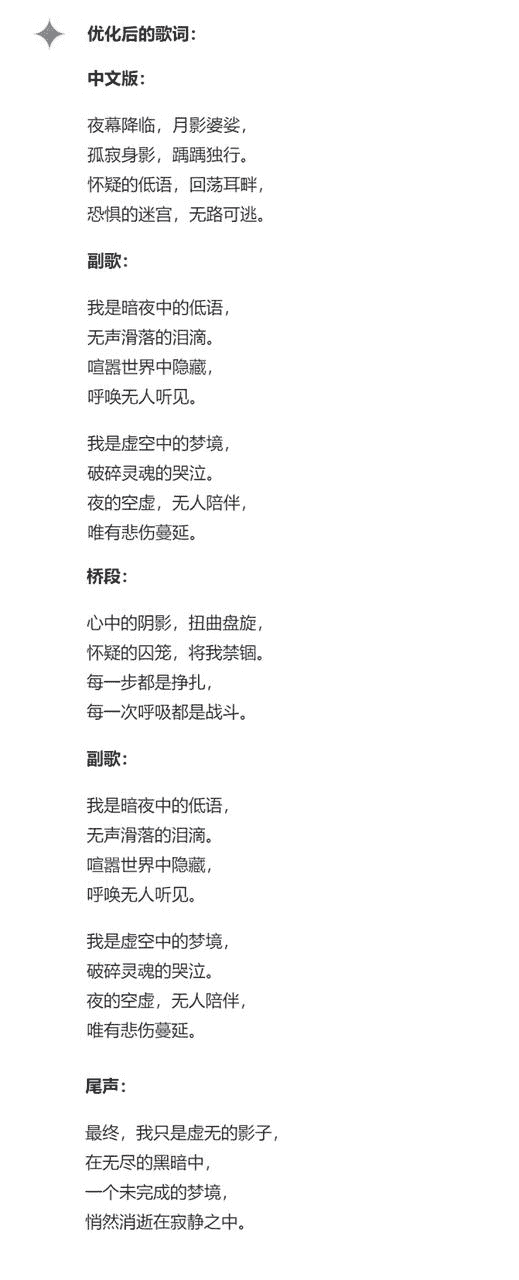 优化后的歌词：
中文版：
夜幕降临，月影婆娑，
孤寂身影，踽踽独行。
怀疑的低语，回荡耳畔，
恐惧的迷宫，无路可逃。
副歌：
我是暗夜中的低语，
无声滑落的泪滴。
喧嚣世界中隐藏，
呼唤无人听见。
我是虚空中的梦境，
破碎灵魂的哭泣。
夜的空虚，无人陪伴，
唯有悲伤蔓延。
桥段：
心中的阴影，扭曲盘旋，
怀疑的囚笼，将我禁锢。
每一步都是挣扎，
每一次呼吸都是战斗。
副歌：
我是暗夜中的低语，
无声滑落的泪滴。
喧嚣世界中隐藏，
呼唤无人听见。
我是虚空中的梦境，
破碎灵魂的哭泣。
夜的空虚，无人陪伴，
唯有悲伤蔓延。
尾声：
最终，我只是虚无的影子，
在无尽的黑暗中，
一个未完成的梦境，
悄然消逝在寂静之中。